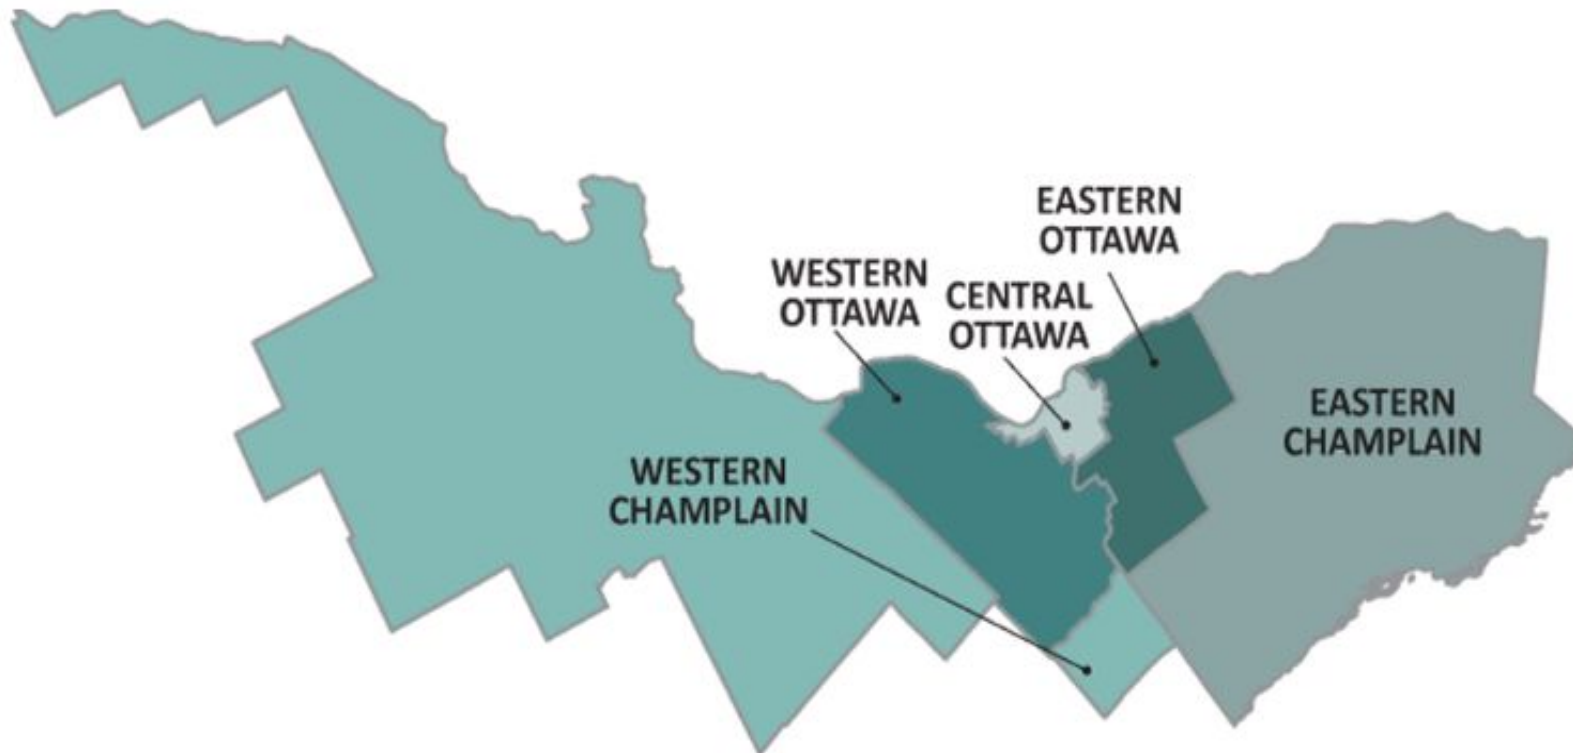 EASTERN
OTTAWA
WESTERN
OTTAWA
CENTRAL
OTTAWA
EASTERN
CHAMPLAIN
WESTERN
CHAMPLAIN